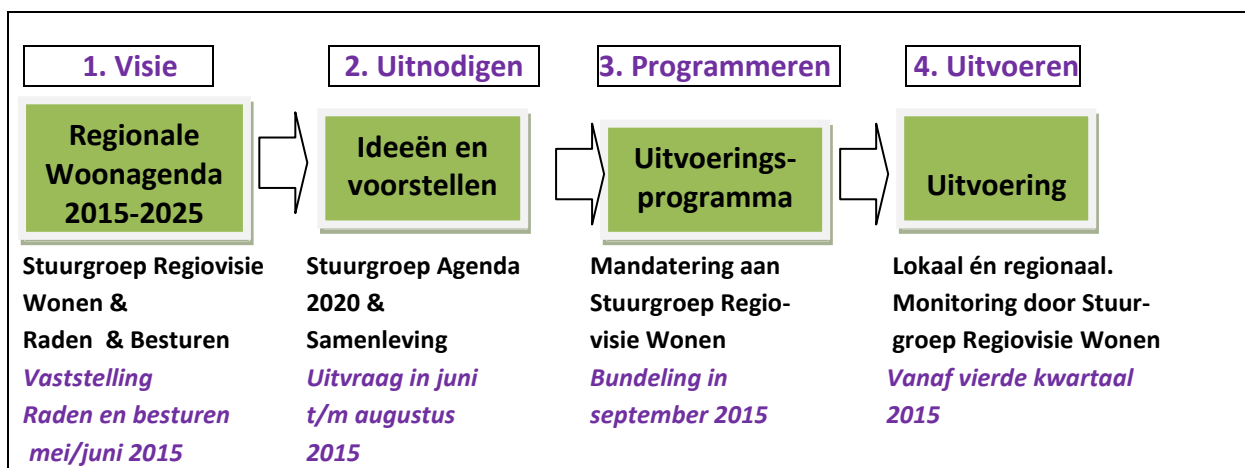 1. Visie
Regionale
Woonagenda
2015-2025
Stuurgroep Regiovisie
Wonen &
Raden & Besturen
Vaststelling
Raden en besturen
mei/juni 2015
2. Uitnodigen
Ideeën en
voorstellen
Stuurgroep Agenda
2020 &
Samenleving
Uitvraag in juni
t/m augustus
2015
3. Programmeren
Uitvoerings-
programma
Mandatering aan
Stuurgroep Regio-
visie Wonen
Bundeling in
september 2015
4. Uitvoeren
Uitvoering
Lokaal én regionaal.
Monitoring door Stuur-
groep Regiovisie Wonen
Vanaf vierde kwartaal
2015